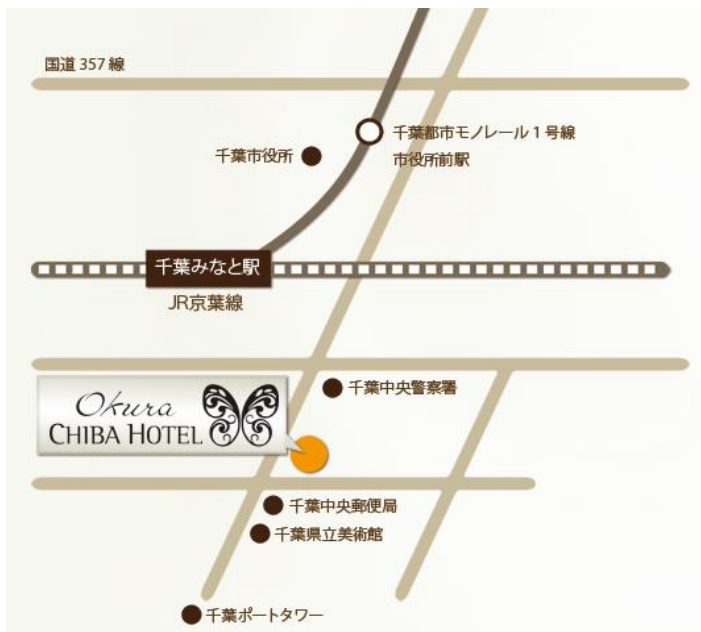 国道357線
千葉都市モノレール1号線
市役所前駅
千葉市役所
千葉みなと駅
JR京葉線
千葉中央警察署
Okura
CHIBA HOTEL
千葉中央郵便局
千葉県立美術館
千葉ポートタワー